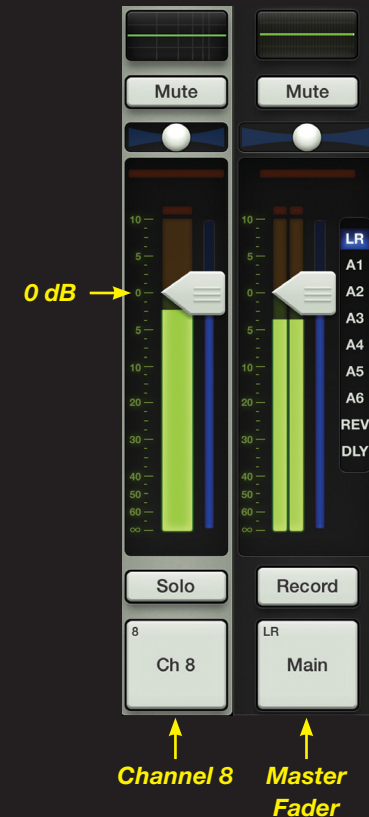 Mute Mute
10 10
5 5
LR
A1
0 dB 0 0 A2
A3
5 5
A4
A5
10 10
A6
20 20
REV
30 30
DLY
40 40
50 50
60 60
∞ ∞
Solo Record
8 LR
Ch 8 Main
Channel 8 Master
Fader